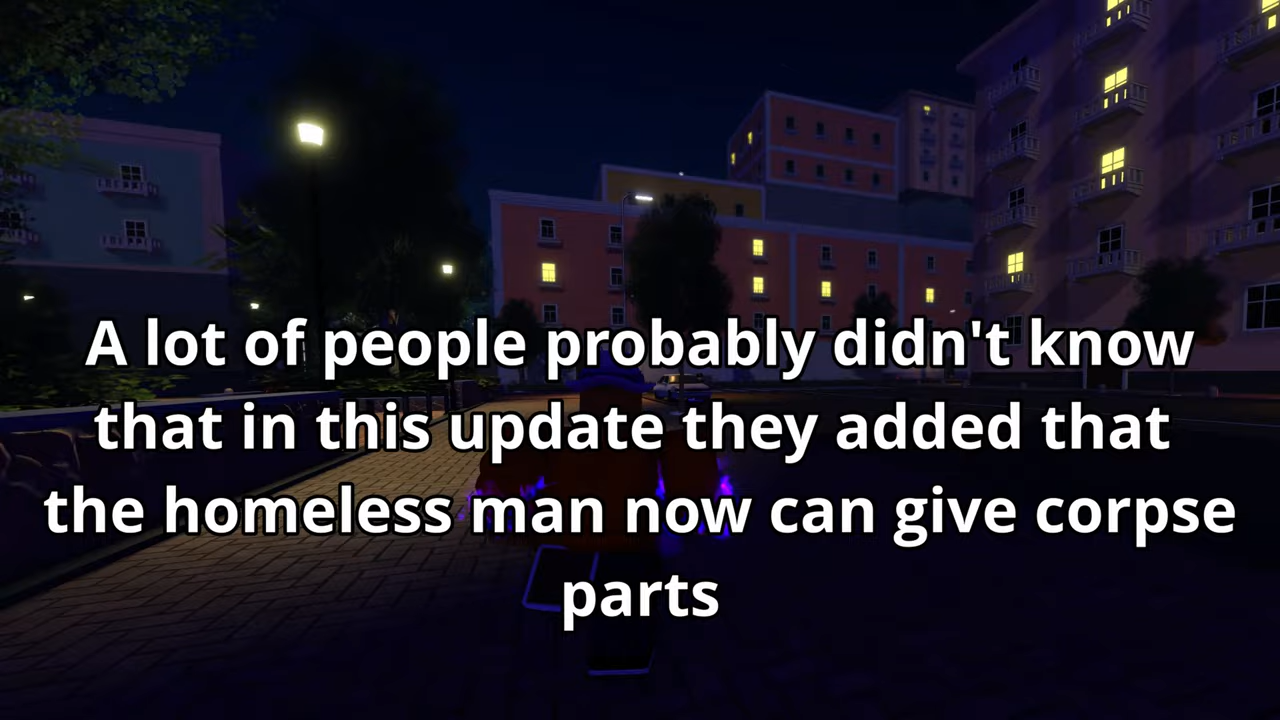 A lot of people probably didn't know
that in this update they added that
the homeless man now can give corpse
parts